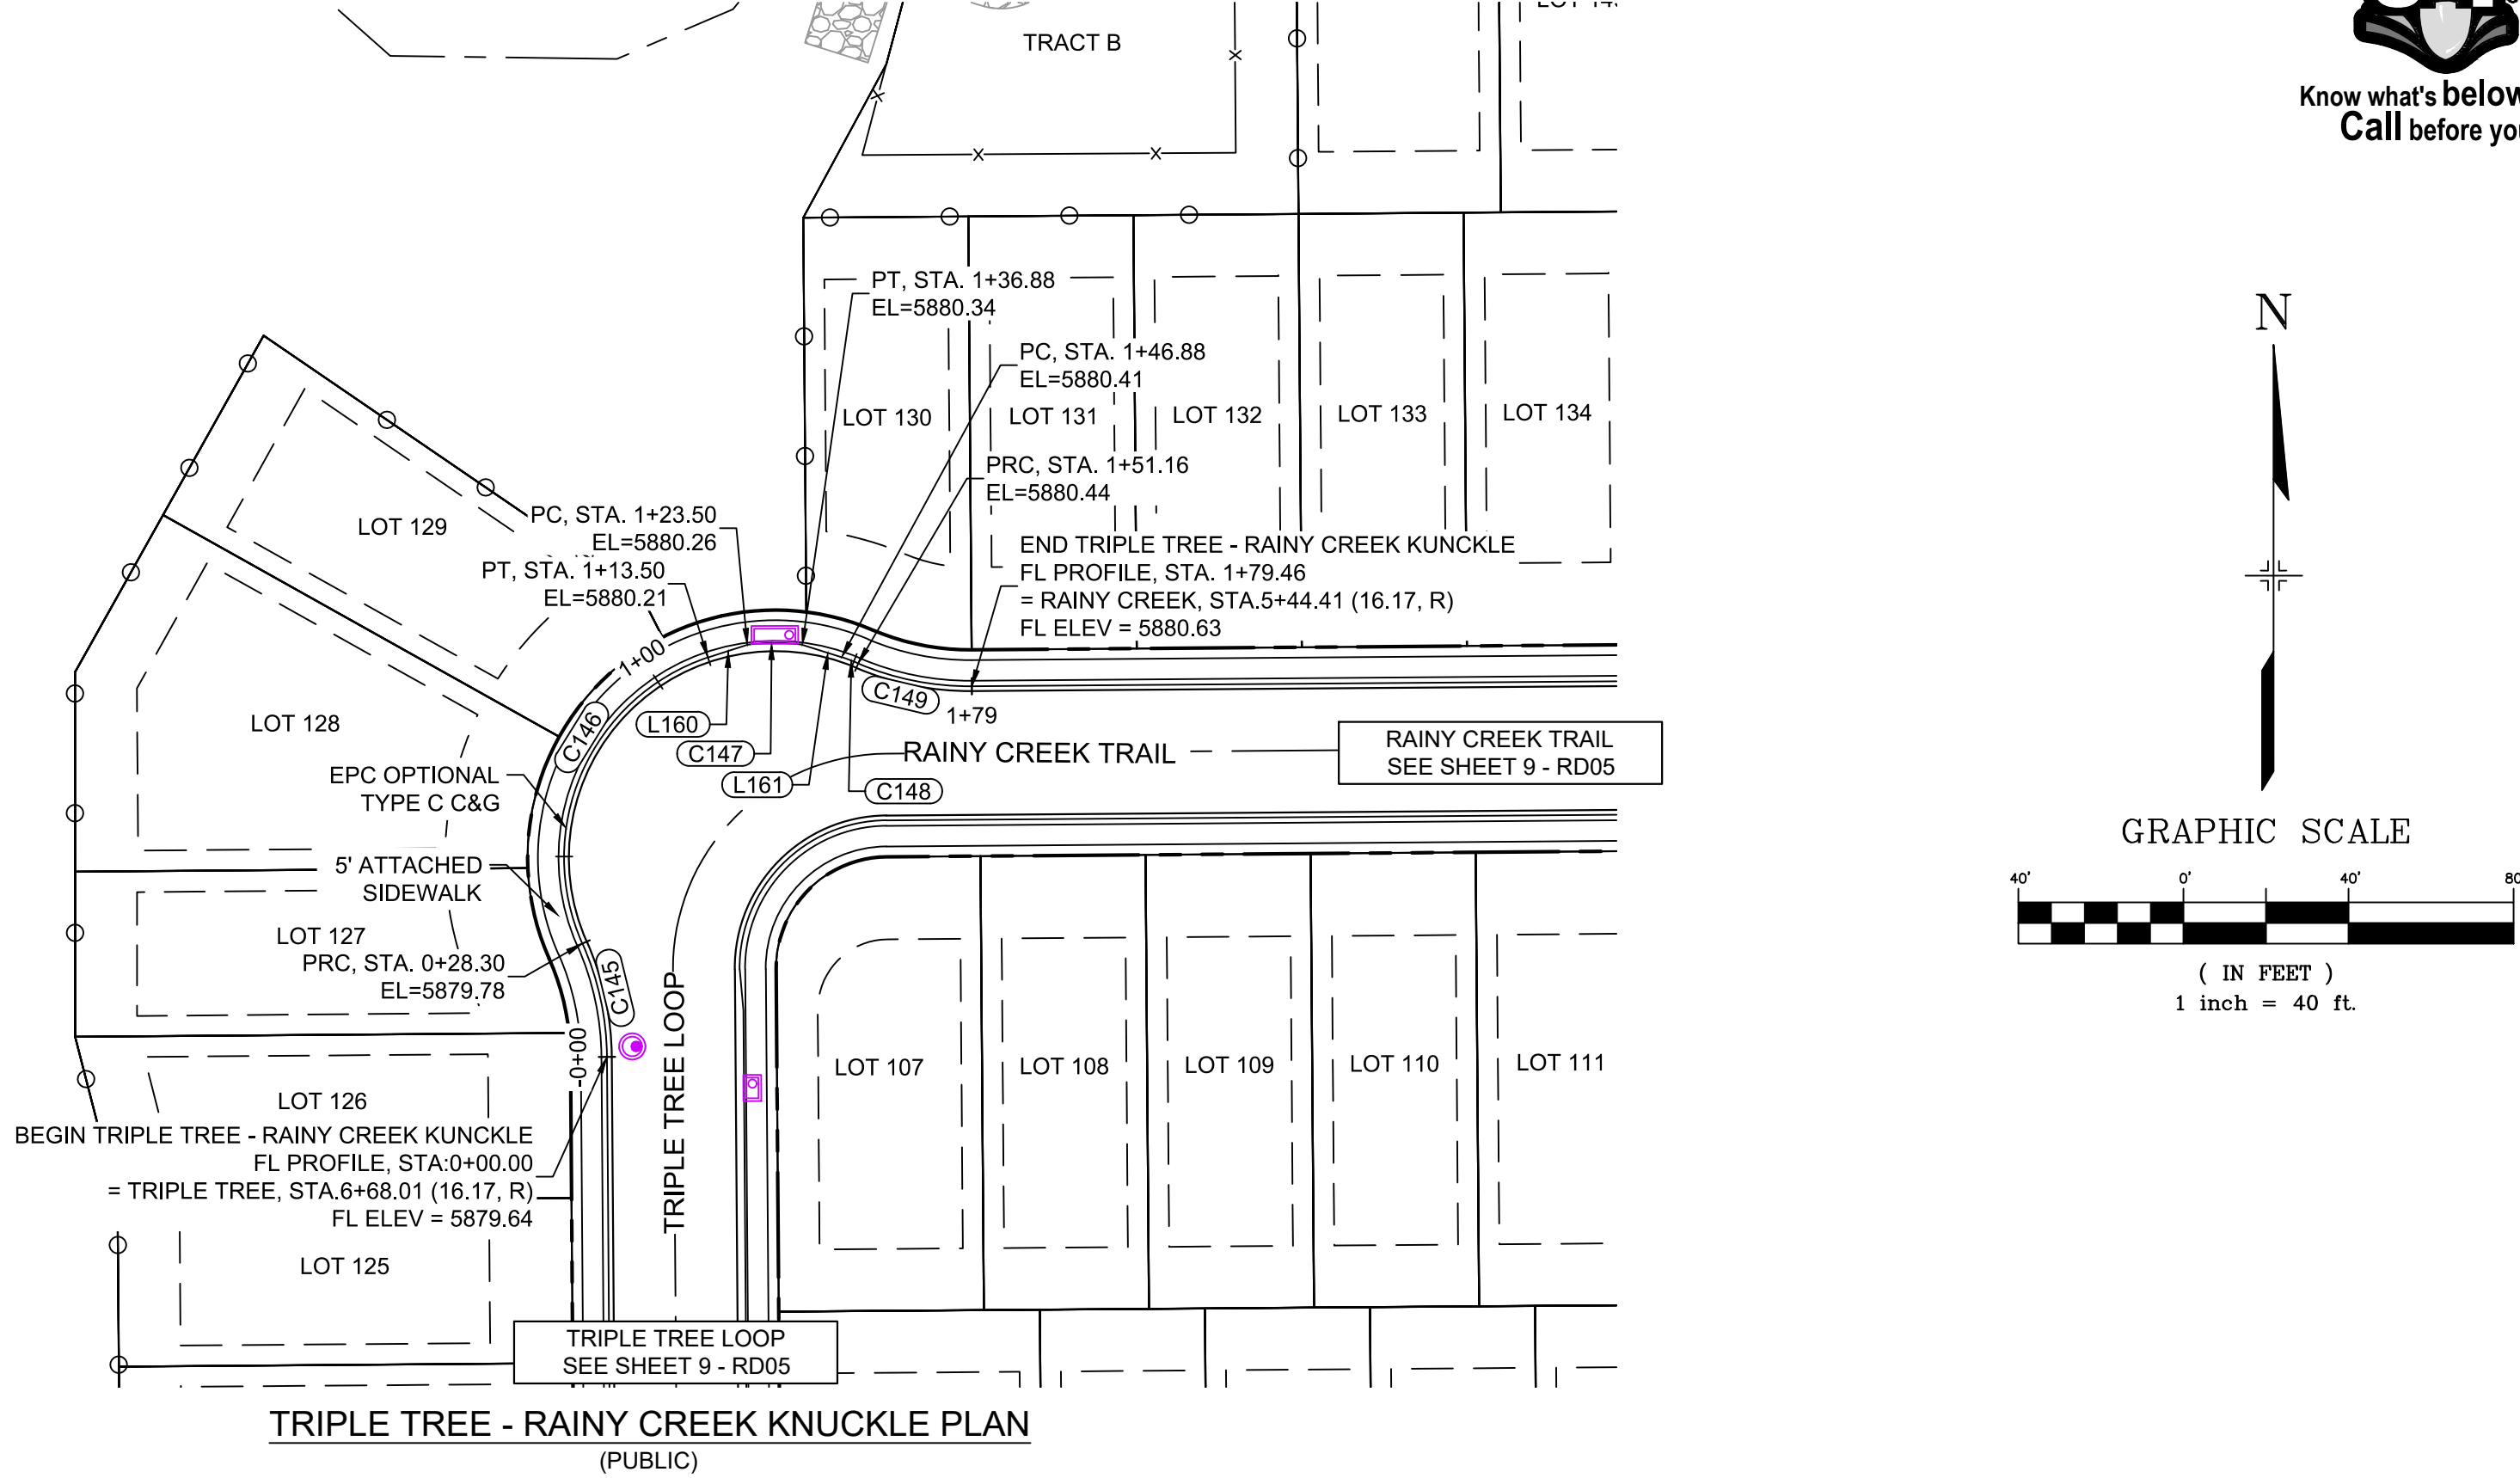 TRACT B
Know what's below
Call before you
PT, STA. 1+36.88
EL=5880.34
PC, STA. 1+46.88
EL=5880.41
LOT 130
LOT 131
LOT 132
LOT 133
LOT 134
PRC, STA. 1+51.16
EL=5880.44
LOT 129
PC, STA. 1+23.50
EL=5880.26
PT, STA. 1+13.50
EL=5880.21
END TRIPLE TREE - RAINY CREEK KUNCKLE
FL PROFILE, STA. 1+79.46
= RAINY CREEK, STA.5+44.41 (16.17, R)
FL ELEV = 5880.63
1+00
C146
L160
C147
L161
C148
C149
1+79
LOT 128
RAINY CREEK TRAIL
RAINY CREEK TRAIL
SEE SHEET 9 - RD05
EPC OPTIONAL
TYPE C C&G
5' ATTACHED
SIDEWALK
LOT 127
PRC, STA. 0+28.30
EL=5879.78
C145
-0+00
TRIPLE TREE LOOP
LOT 107
LOT 108
LOT 109
LOT 110
LOT 111
LOT 126
BEGIN TRIPLE TREE - RAINY CREEK KUNCKLE
FL PROFILE, STA:0+00.00
= TRIPLE TREE, STA.6+68.01 (16.17, R)
FL ELEV = 5879.64
LOT 125
TRIPLE TREE LOOP
SEE SHEET 9 - RD05
TRIPLE TREE - RAINY CREEK KNUCKLE PLAN
(PUBLIC)
N
GRAPHIC SCALE
40' 0' 40' 80
( IN FEET )
1 inch = 40 ft.